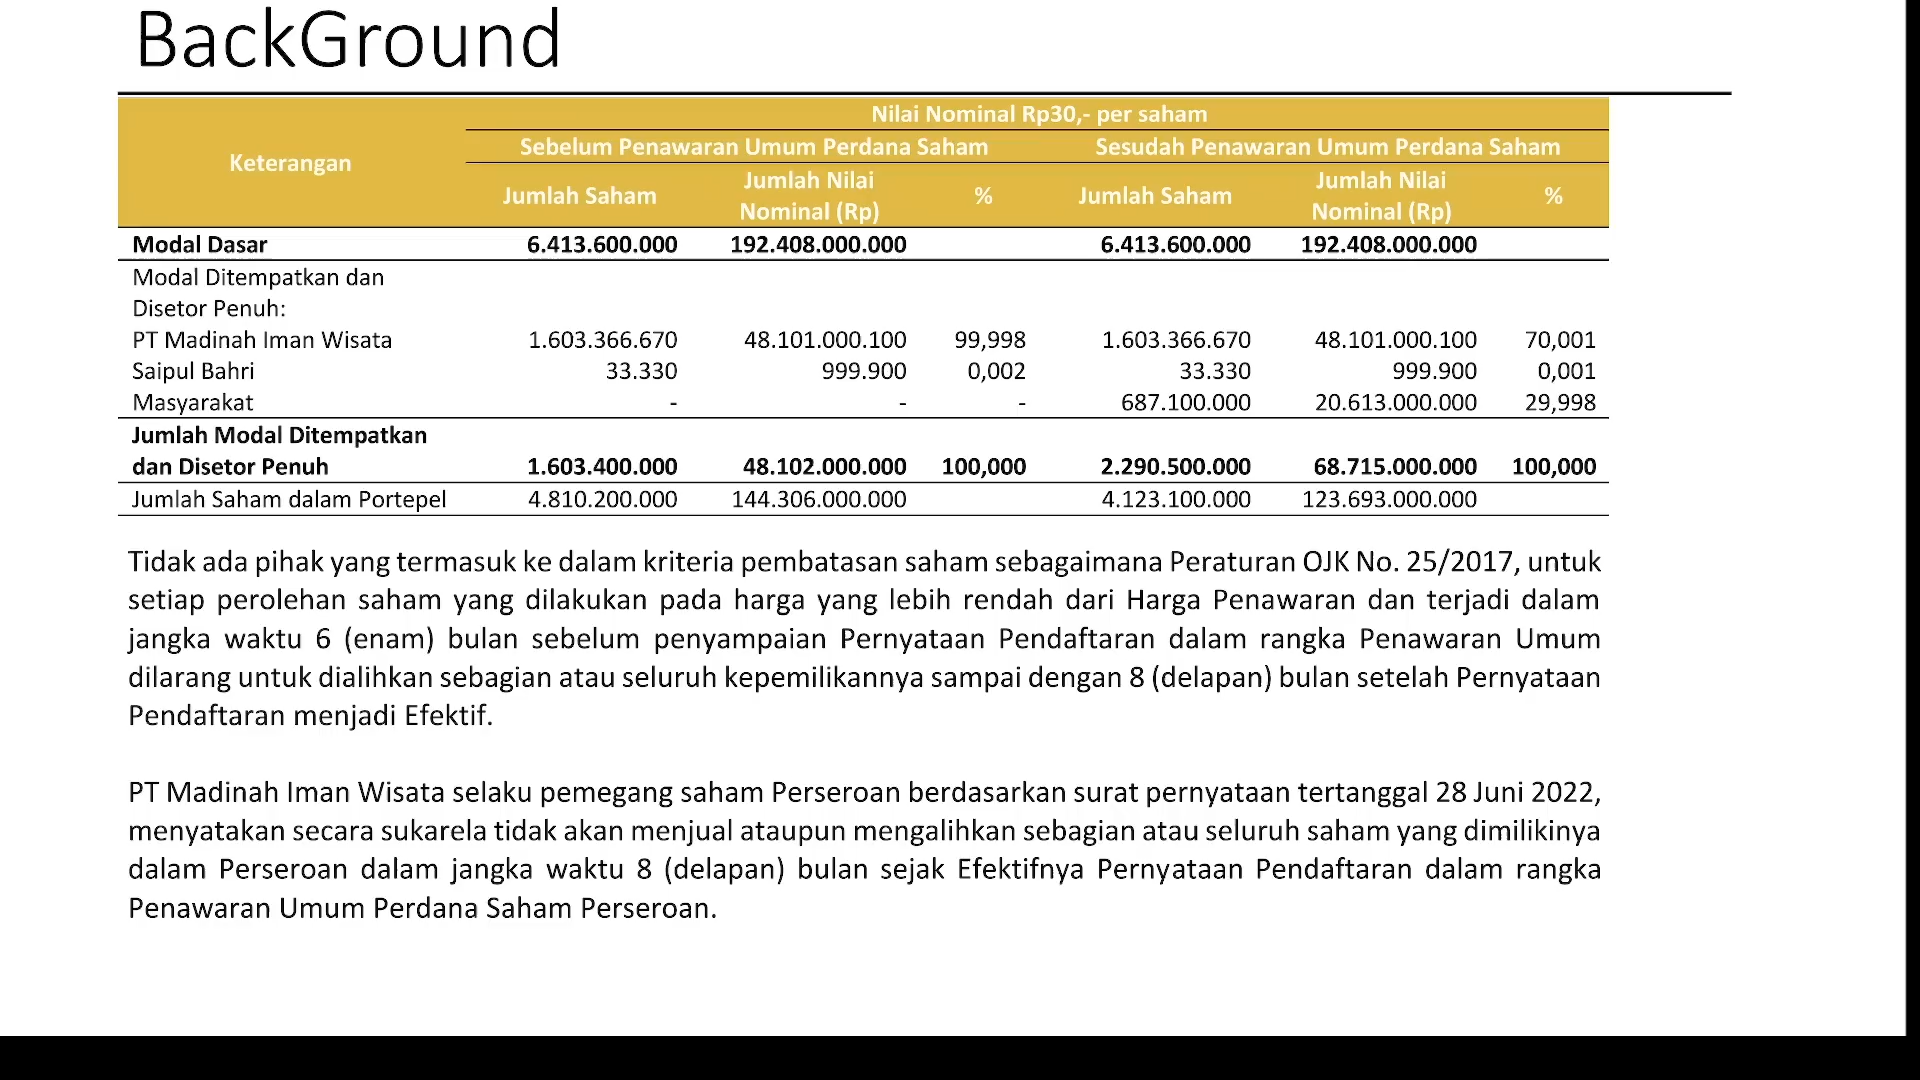 BackGround
Nilai Nominal Rp30,- per saham
Keterangan
Sebelum Penawaran Umum Perdana Saham Sesudah Penawaran Umum Perdana Saham
Jumlah Saham Jumlah Nilai Nominal (Rp) % Jumlah Saham Jumlah Nilai Nominal (Rp) %
Modal Dasar 6.413.600.000 192.408.000.000 6.413.600.000 192.408.000.000
Modal Ditempatkan dan
Disetor Penuh:
PT Madinah Iman Wisata 1.603.366.670 48.101.000.100 99,998 1.603.366.670 48.101.000.100 70,001
Saipul Bahri 33.330 999.900 0,002 33.330 999.900 0,001
Masyarakat - - - 687.100.000 20.613.000.000 29,998
Jumlah Modal Ditempatkan
dan Disetor Penuh 1.603.400.000 48.102.000.000 100,000 2.290.500.000 68.715.000.000 100,000
Jumlah Saham dalam Portepel 4.810.200.000 144.306.000.000 4.123.100.000 123.693.000.000
Tidak ada pihak yang termasuk ke dalam kriteria pembatasan saham sebagaimana Peraturan OJK No. 25/2017, untuk
setiap perolehan saham yang dilakukan pada harga yang lebih rendah dari Harga Penawaran dan terjadi dalam
jangka waktu 6 (enam) bulan sebelum penyampaian Pernyataan Pendaftaran dalam rangka Penawaran Umum
dilarang untuk dialihkan sebagian atau seluruh kepemilikannya sampai dengan 8 (delapan) bulan setelah Pernyataan
Pendaftaran menjadi Efektif.
PT Madinah Iman Wisata selaku pemegang saham Perseroan berdasarkan surat pernyataan tertanggal 28 Juni 2022,
menyatakan secara sukarela tidak akan menjual ataupun mengalihkan sebagian atau seluruh saham yang dimilikinya
dalam Perseroan dalam jangka waktu 8 (delapan) bulan sejak Efektifnya Pernyataan Pendaftaran dalam rangka
Penawaran Umum Perdana Saham Perseroan.